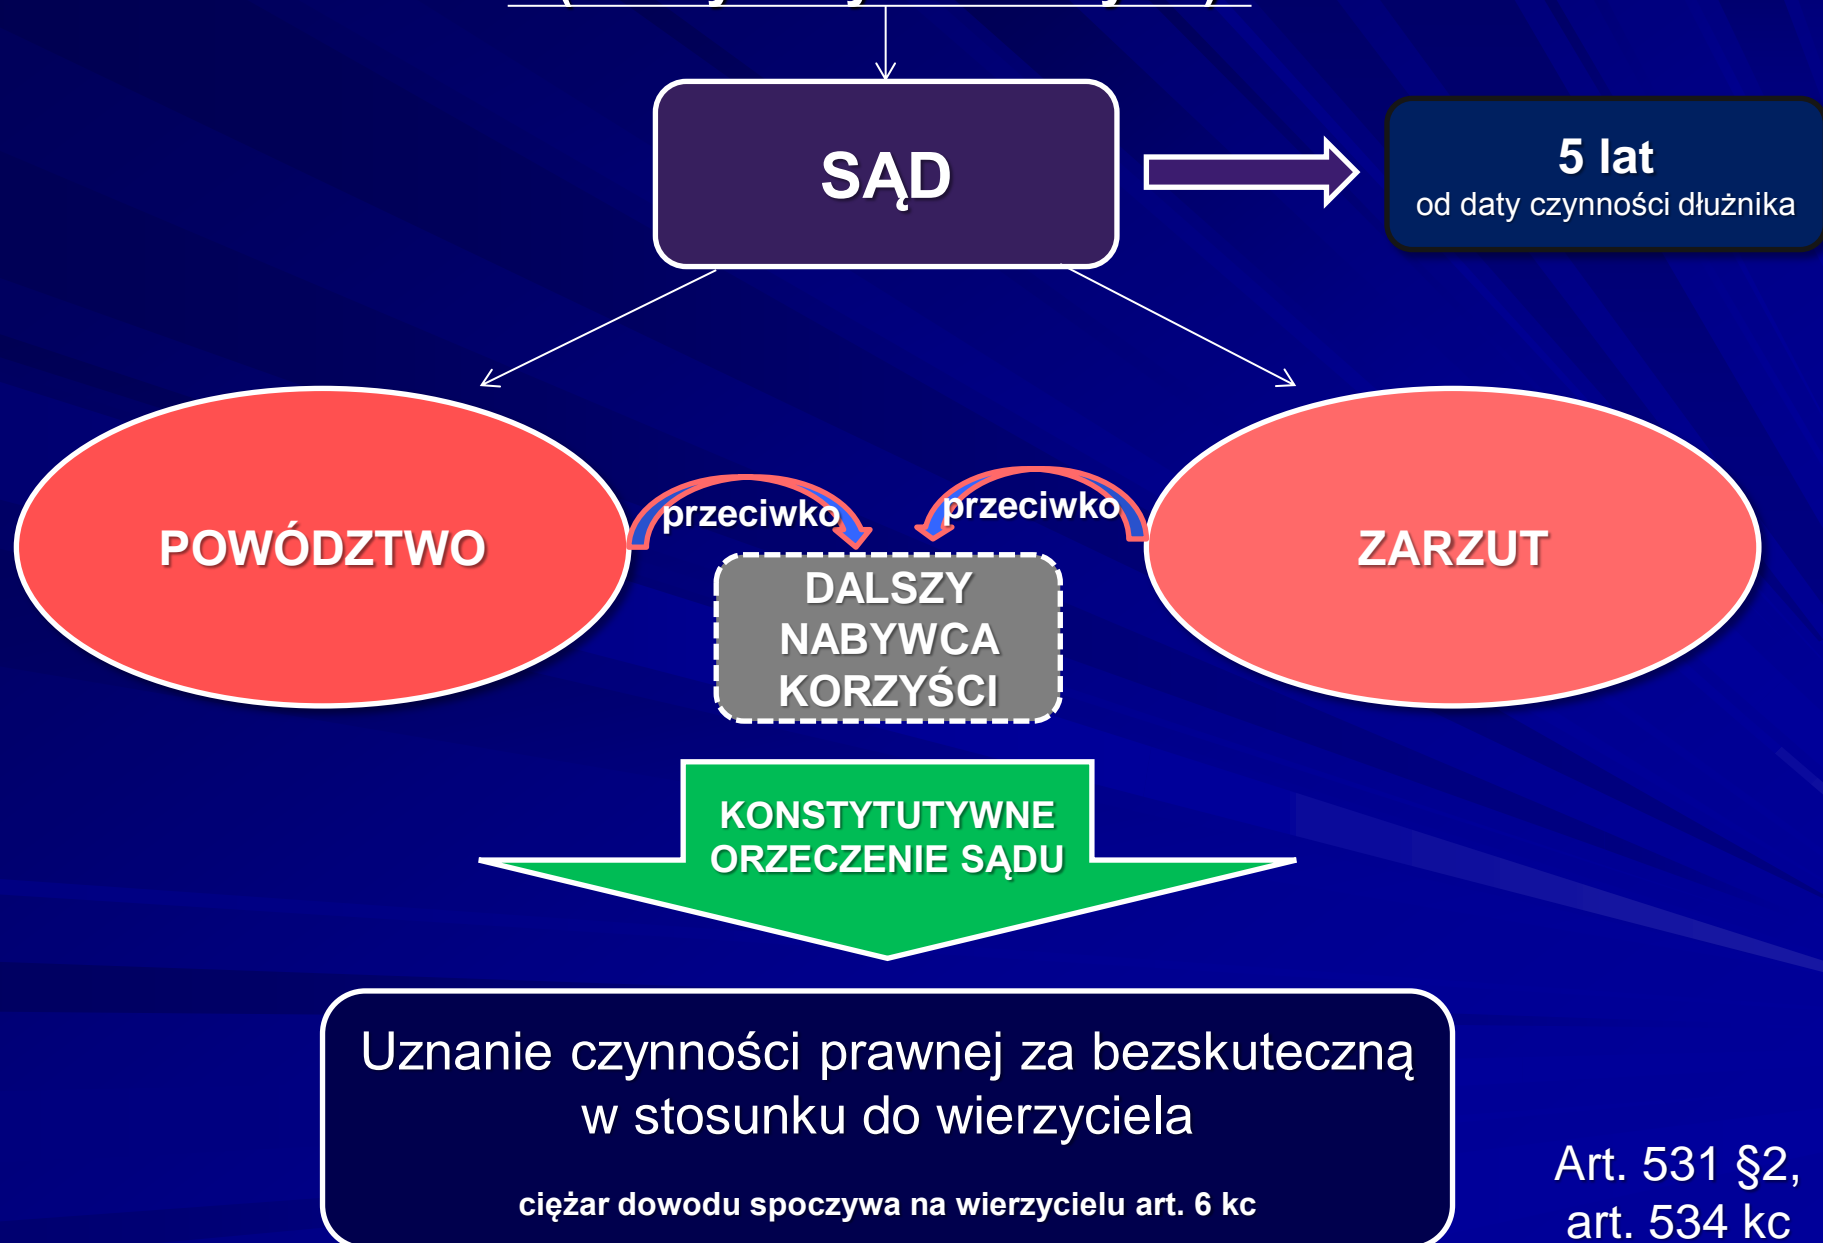 SĄD
5 lat
od daty czynności dłużnika
POWÓDZTWO
przeciwko
przeciwko
ZARZUT
DALSZY
NABYWCA
KORZYŚCI
KONSTYTUTYWNE
ORZECZENIE SĄDU
Uznanie czynności prawnej za bezskuteczną
w stosunku do wierzyciela
ciężar dowodu spoczywa na wierzycielu art. 6 kc
Art. 531 §2,
art. 534 kc